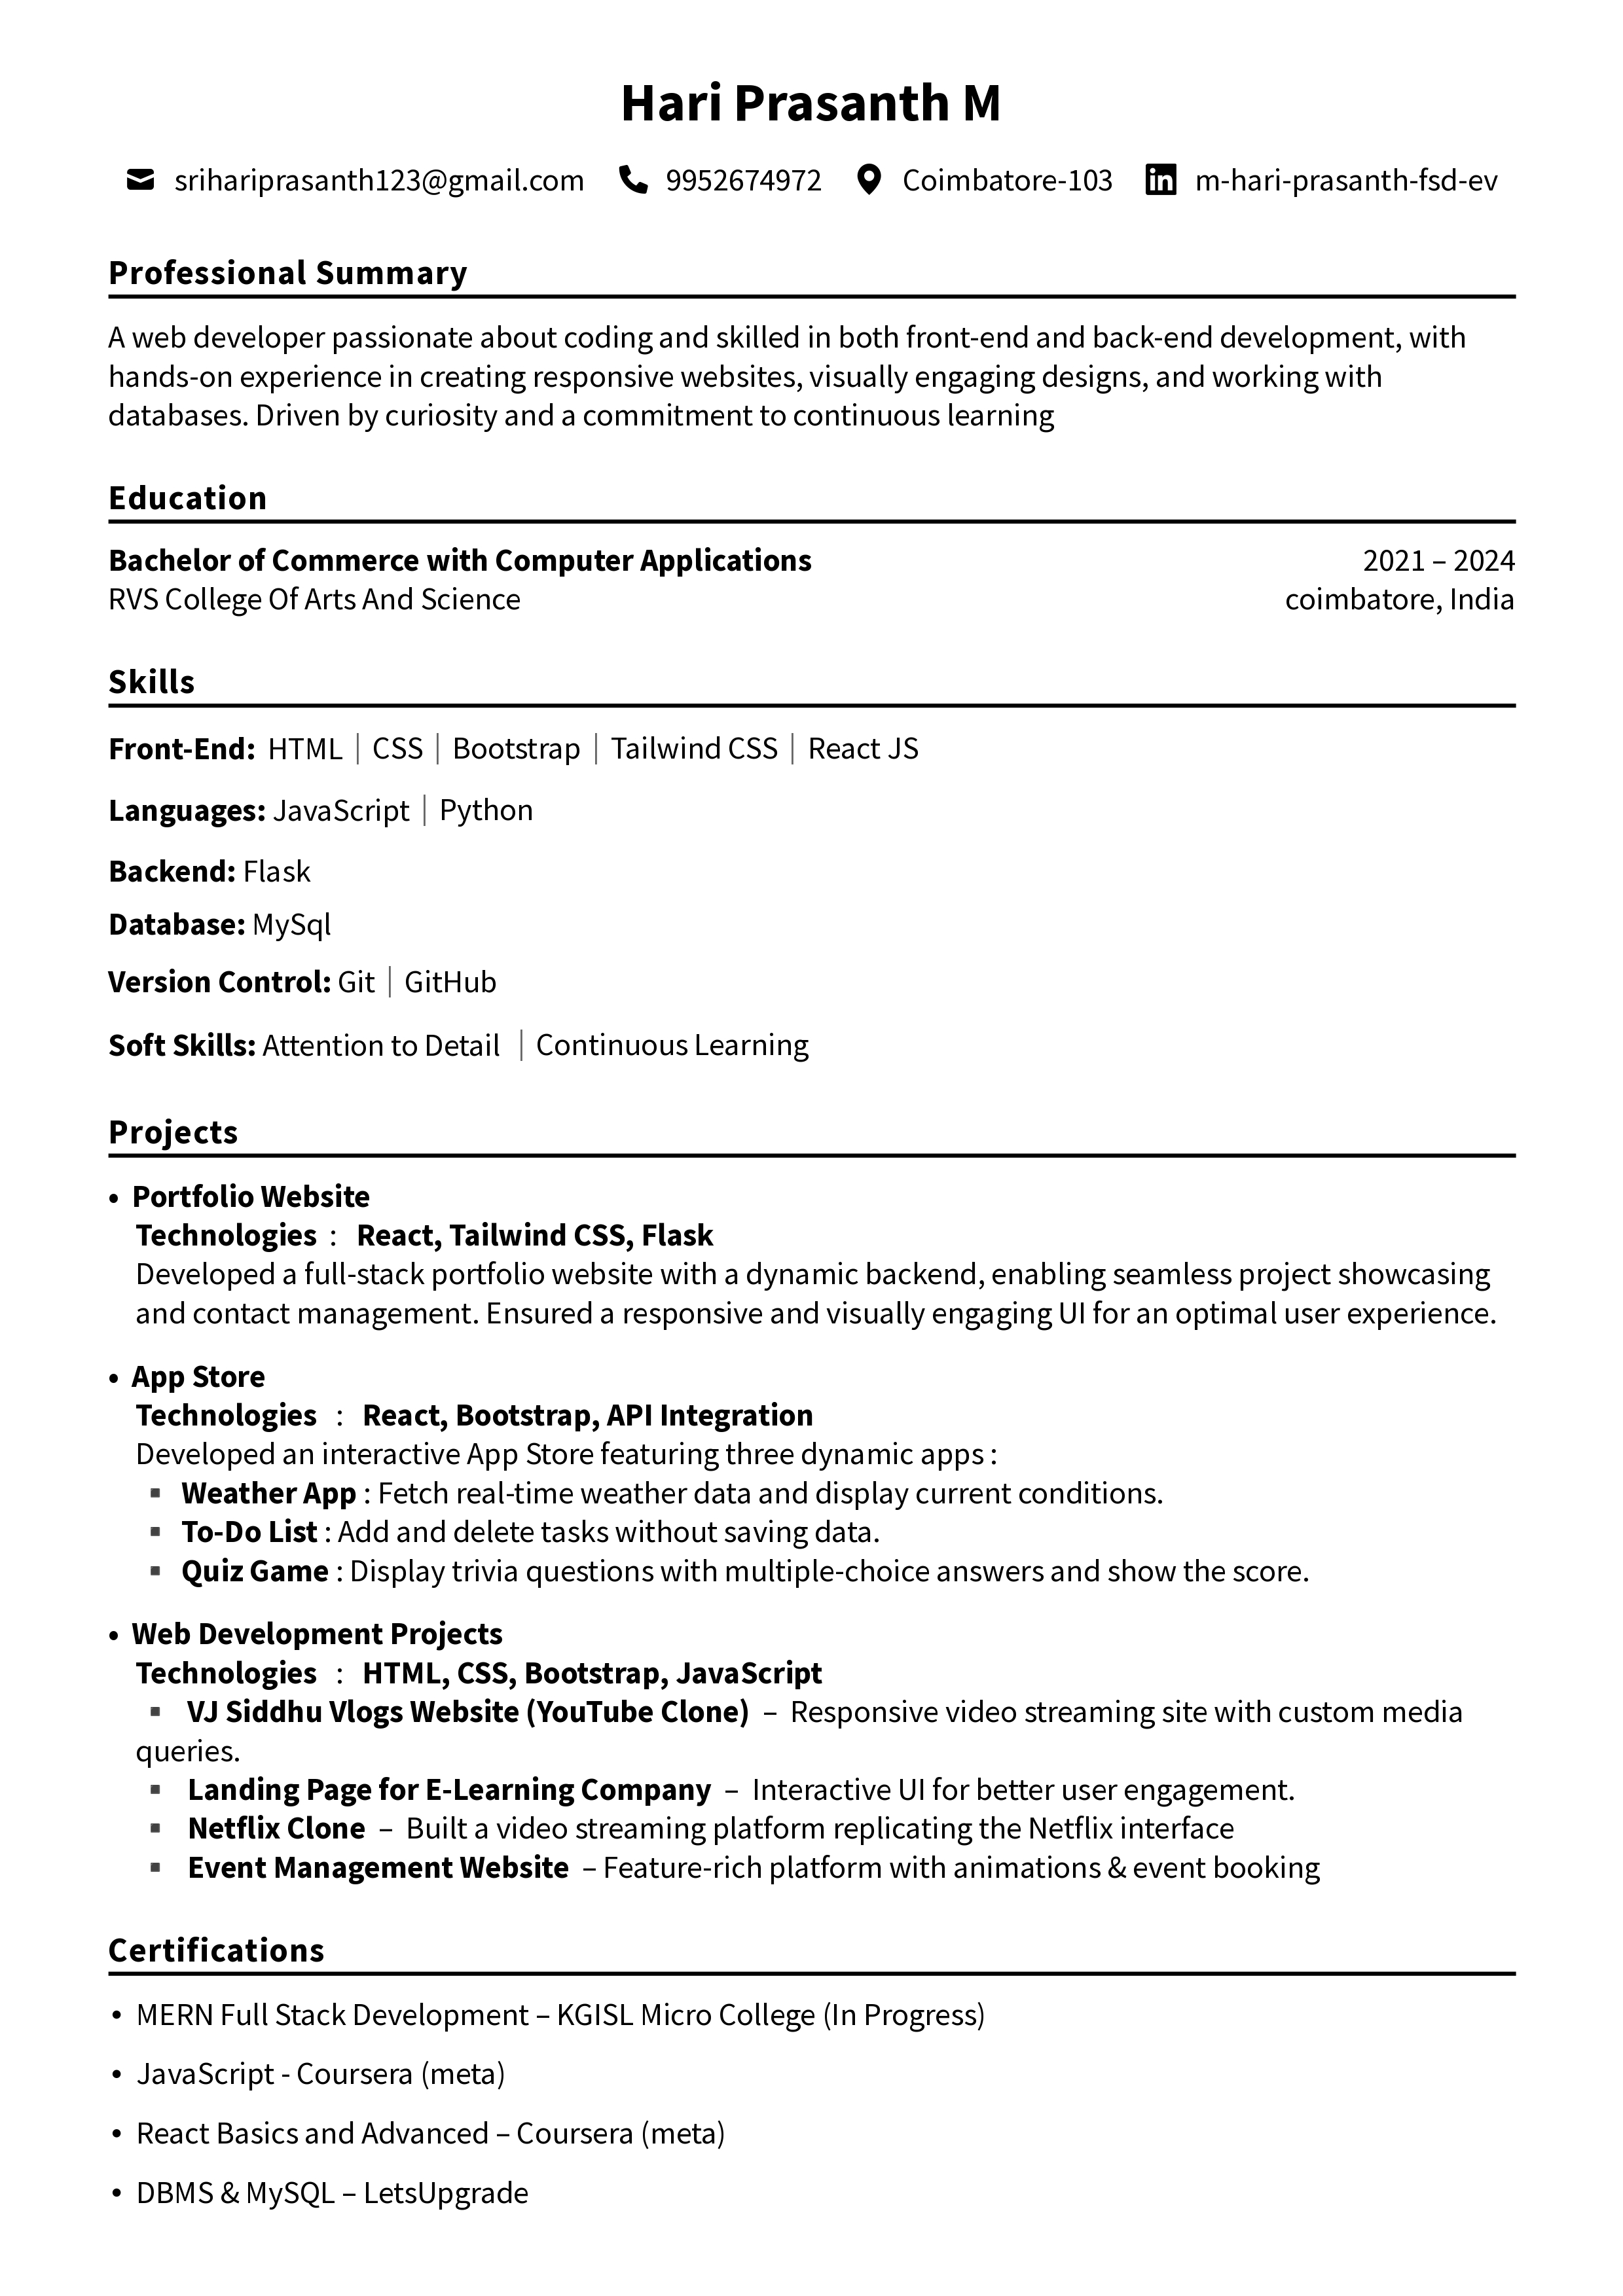 Hari Prasanth M
srihariprasanth123@gmail.com 9952674972 Coimbatore-103 m-hari-prasanth-fsd-ev
Professional Summary
A web developer passionate about coding and skilled in both front-end and back-end development, with
hands-on experience in creating responsive websites, visually engaging designs, and working with
databases. Driven by curiosity and a commitment to continuous learning
Education
Bachelor of Commerce with Computer Applications 2021 – 2024
RVS College Of Arts And Science coimbatore, India
Skills
Front-End: HTML | CSS | Bootstrap | Tailwind CSS | React JS
Languages: JavaScript | Python
Backend: Flask
Database: MySql
Version Control: Git | GitHub
Soft Skills: Attention to Detail | Continuous Learning
Projects
• Portfolio Website
Technologies : React, Tailwind CSS, Flask
Developed a full-stack portfolio website with a dynamic backend, enabling seamless project showcasing
and contact management. Ensured a responsive and visually engaging UI for an optimal user experience.
• App Store
Technologies : React, Bootstrap, API Integration
Developed an interactive App Store featuring three dynamic apps :
▪ Weather App : Fetch real-time weather data and display current conditions.
▪ To-Do List : Add and delete tasks without saving data.
▪ Quiz Game : Display trivia questions with multiple-choice answers and show the score.
• Web Development Projects
Technologies : HTML, CSS, Bootstrap, JavaScript
▪ VJ Siddhu Vlogs Website (YouTube Clone) – Responsive video streaming site with custom media
queries.
▪ Landing Page for E-Learning Company – Interactive UI for better user engagement.
▪ Netflix Clone – Built a video streaming platform replicating the Netflix interface
▪ Event Management Website – Feature-rich platform with animations & event booking
Certifications
• MERN Full Stack Development – KGISL Micro College (In Progress)
• JavaScript - Coursera (meta)
• React Basics and Advanced – Coursera (meta)
• DBMS & MySQL – LetsUpgrade